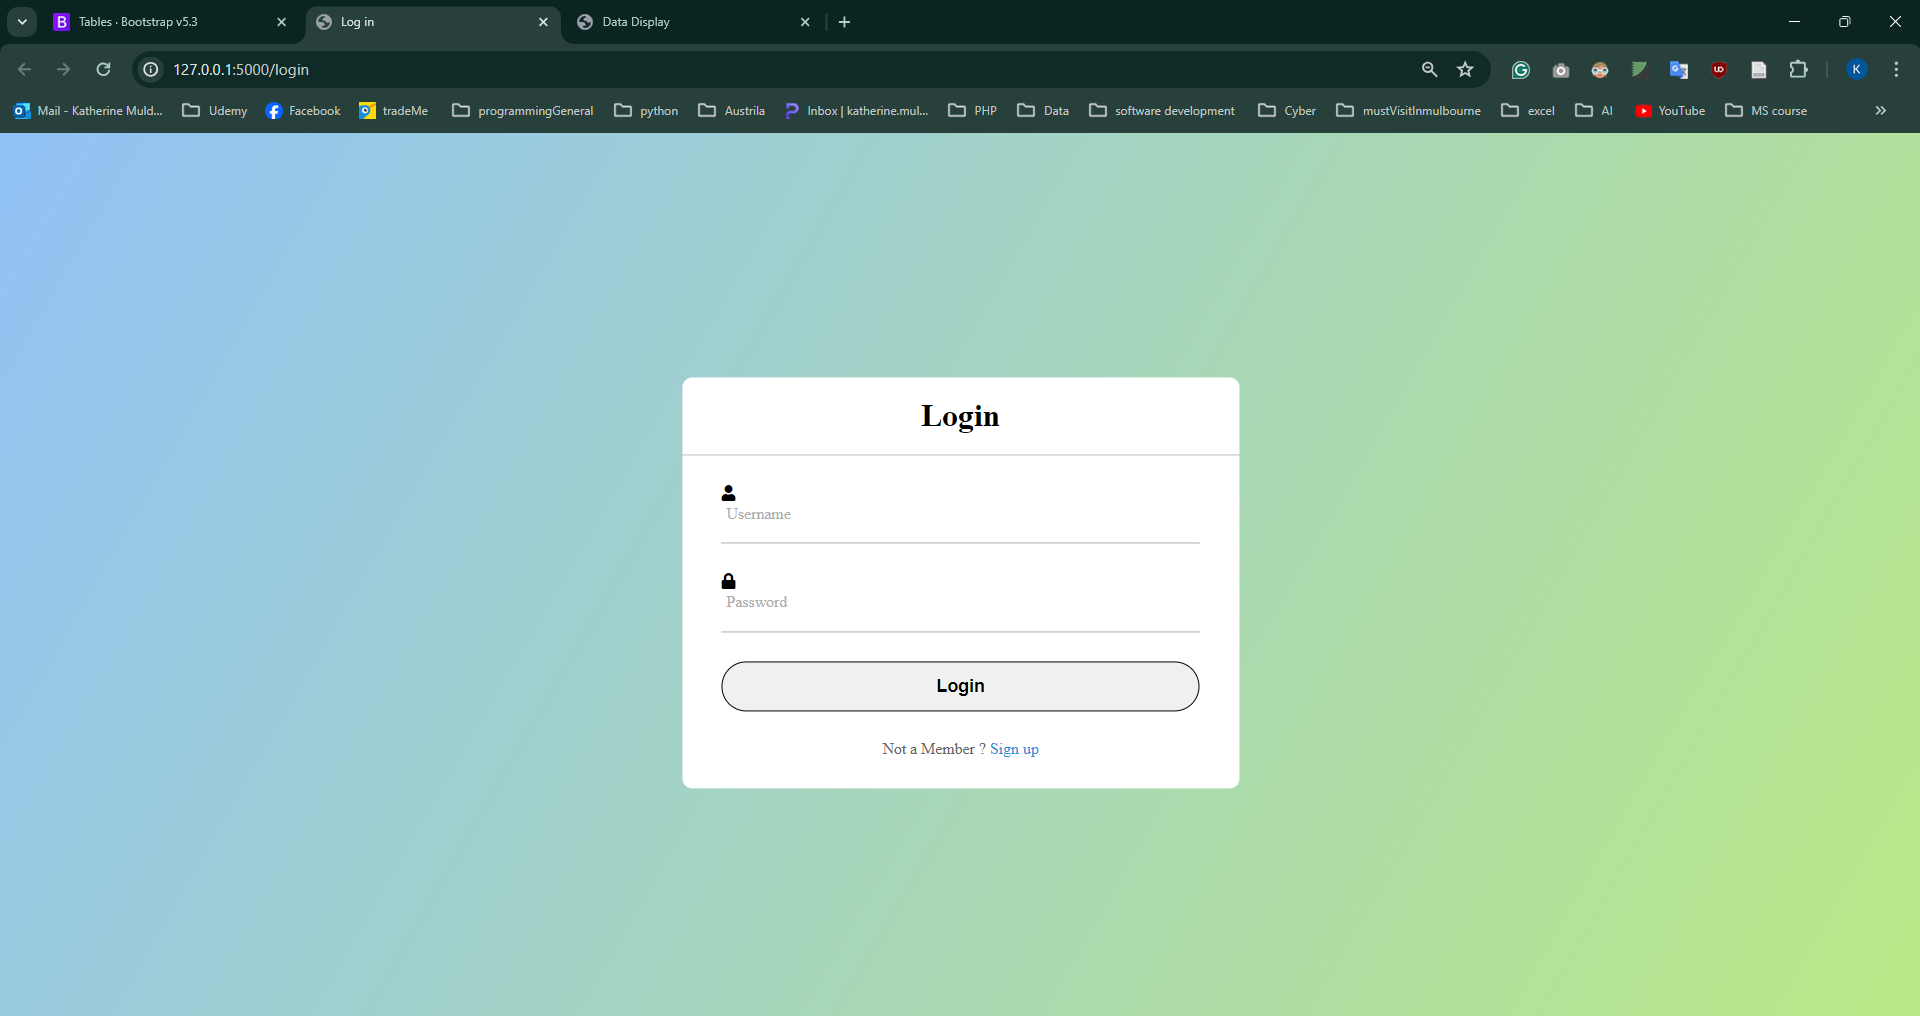 Tables · Bootstrap v5.3
Log in
Data Display
127.0.0.1:5000/login
K
Mail - Katherine Muld...
Udemy
Facebook
tradeMe
programmingGeneral
python
Austrila
Inbox | katherine.mul...
PHP
Data
software development
Cyber
mustVisitInmulbourne
excel
AI
YouTube
MS course
Login
Username
Password
Login
Not a Member ? Sign up